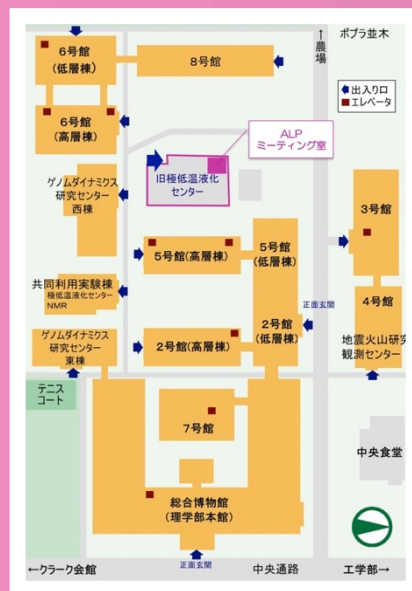 ↑農場
ポプラ並木
6号館
(低層棟)
8号館
出入り口
エレベータ
6号館
(高層棟)
ALP
ミーティング室
旧極低温液化
センター
ゲノムダイナミクス
研究センター
西棟
3号館
5号館(高層棟)
5号館
(低層棟)
共同利用実験棟
極低温液化センター
NMR
正面玄関
4号館
地震火山研究
観測センター
ゲノムダイナミクス
研究センター
東棟
2号館(高層棟)
2号館
(低層棟)
テニス
コート
7号館
中央食堂
総合博物館
(理学部本館)
正面玄関
←クラーク会館
中央通路
工学部→